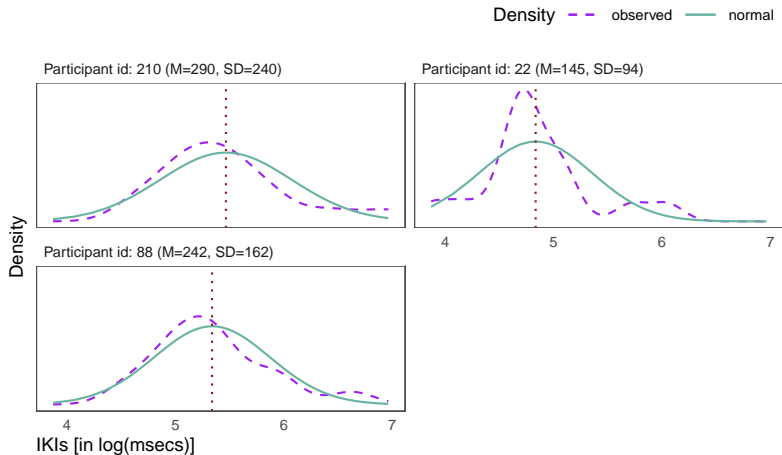 Density observed normal
Participant id: 210 (M=290, SD=240)
Participant id: 22 (M=145, SD=94)
4 5 6 7
Participant id: 88 (M=242, SD=162)
Density
4 5 6 7
IKIs [in log(msecs)]